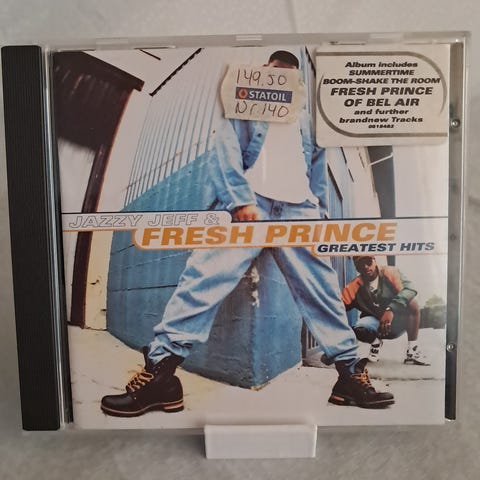 149,50
STATOIL
Nr. 140
Album includes
SUMMERTIME
BOOM-SHAKE THE ROOM
FRESH PRINCE
OF BEL AIR
and further
brandnew Tracks
0518482
JAZZY JEFF &
FRESH PRINCE
GREATEST HITS